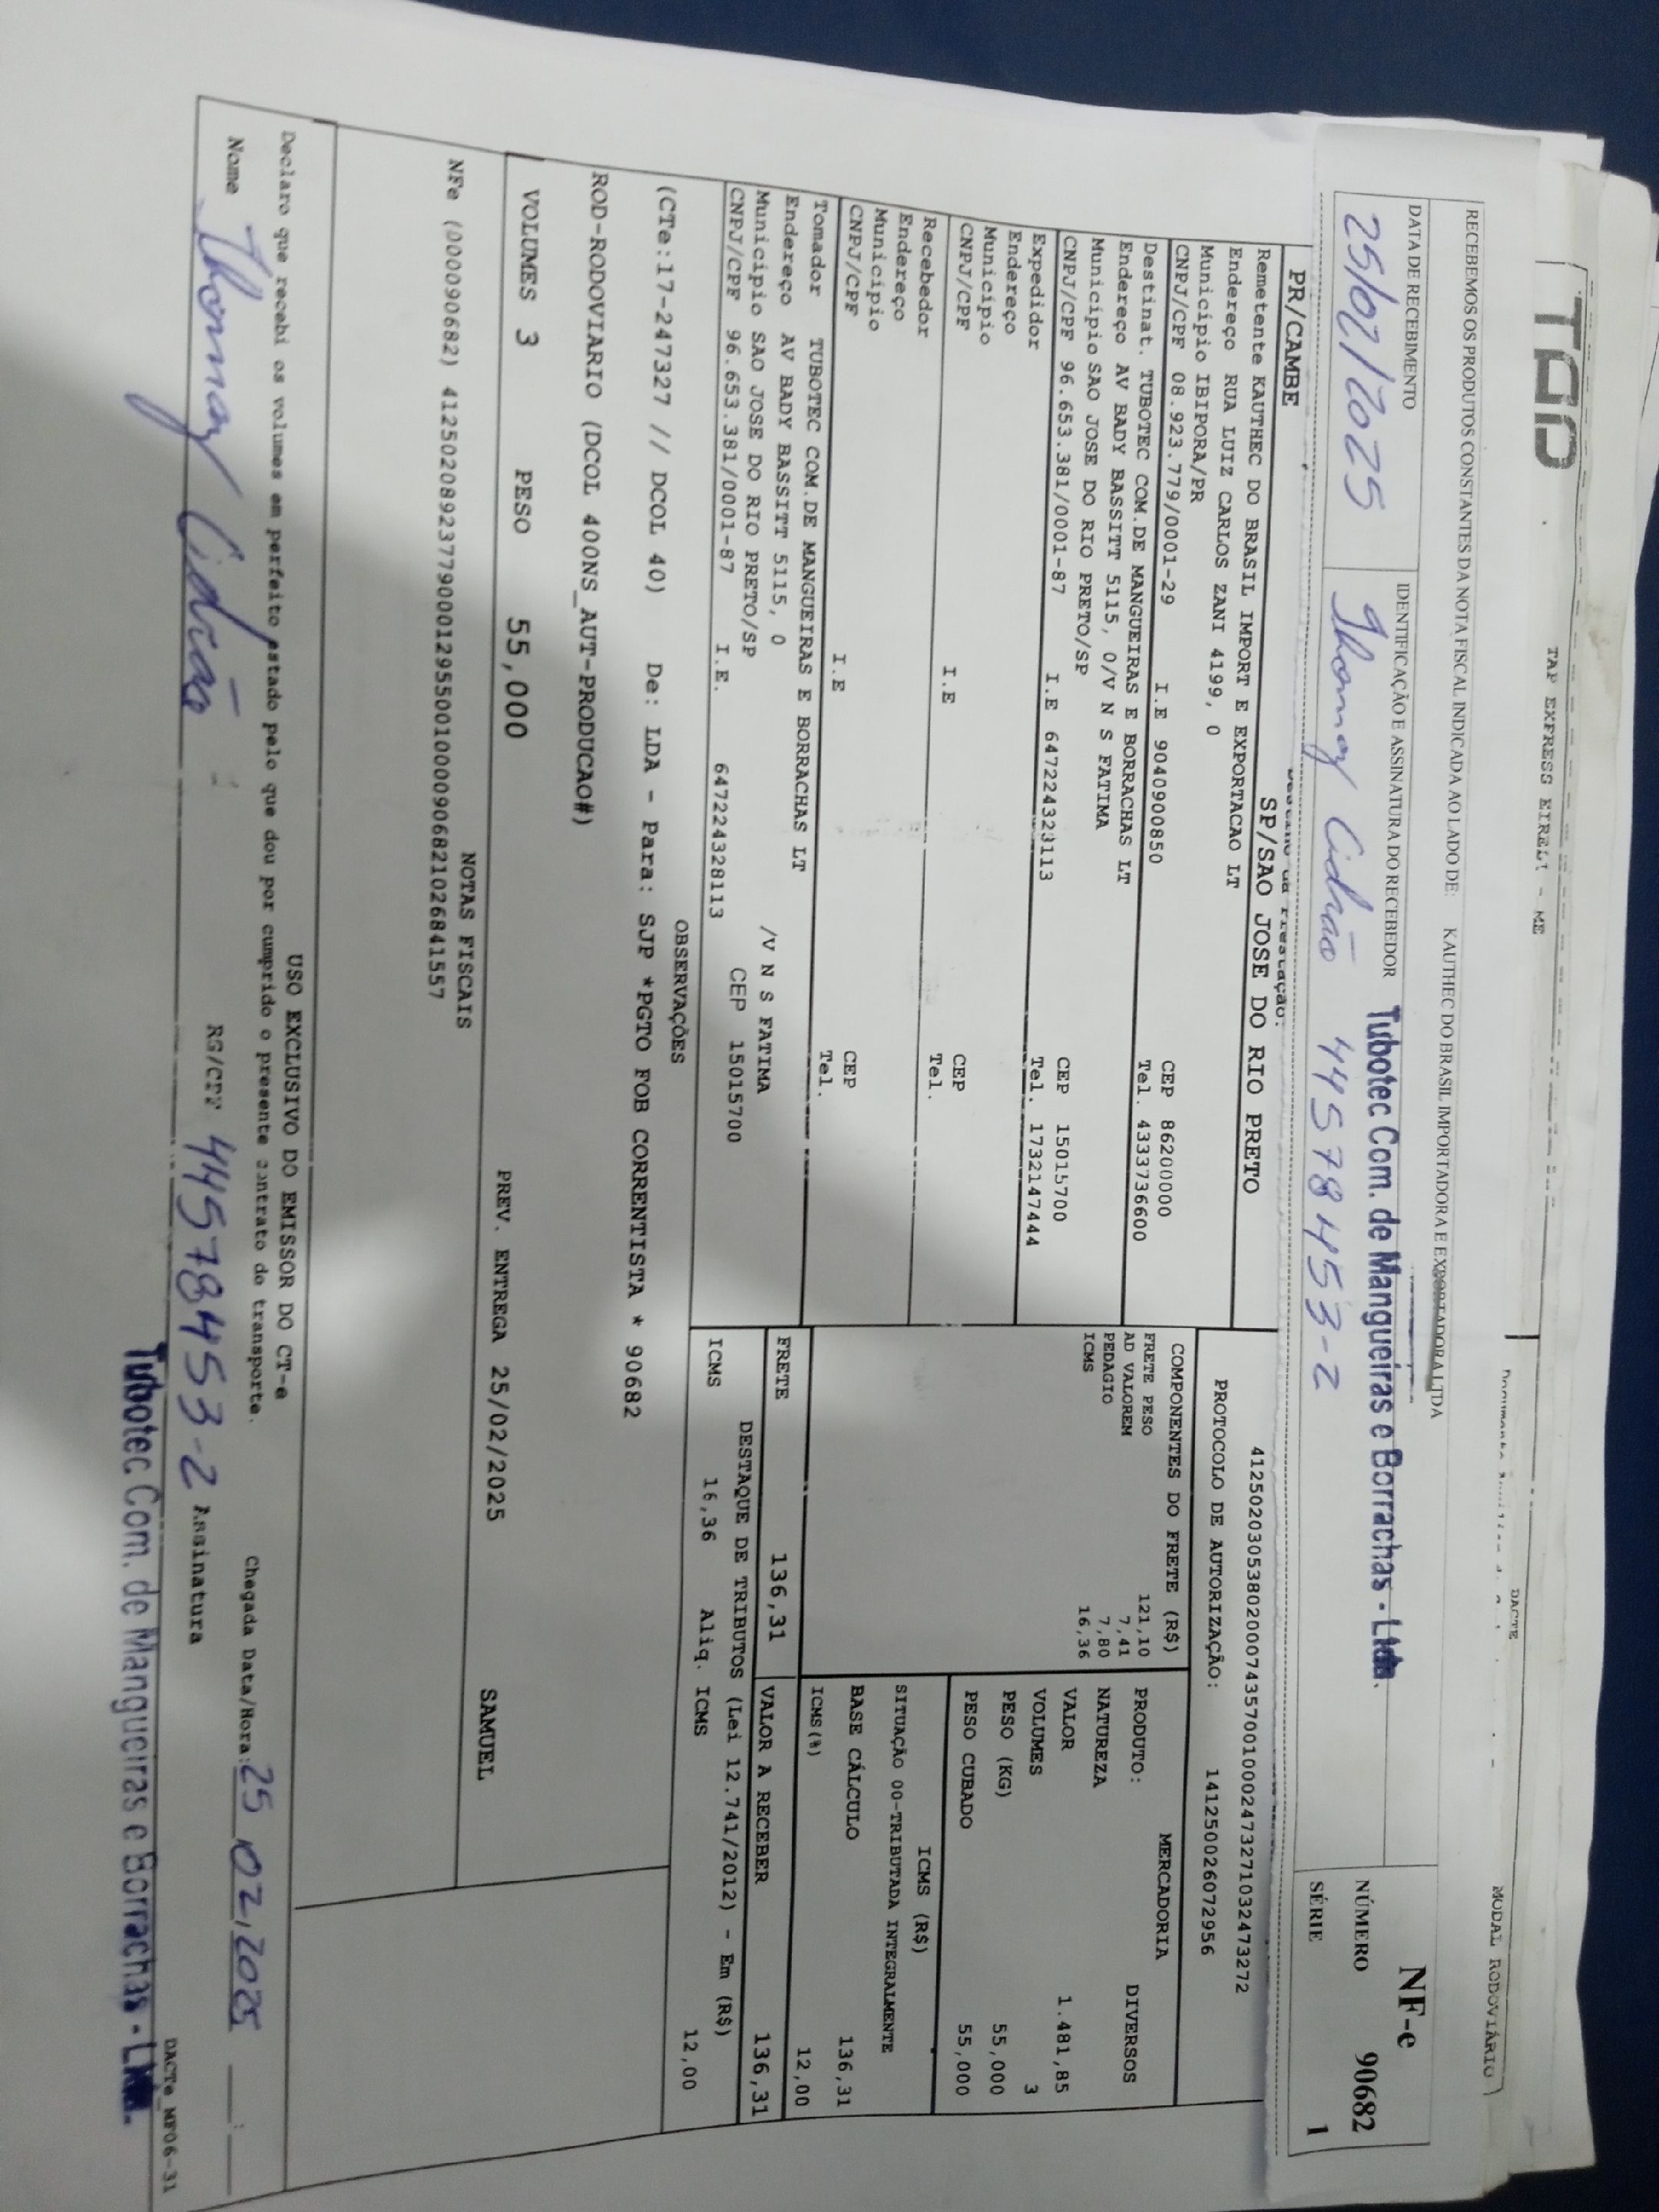 TAP EXPRESS EIRELI - ME
DACTE
MODAL RODOVIÁRIO
RECEBEMOS OS PRODUTOS CONSTANTES DA NOTA FISCAL INDICADA AO LADO DE: KAUTHEC DO BRASIL IMPORTADORA E EXPORTADORA LTDA
NF-e
DATA DE RECEBIMENTO
IDENTIFICAÇÃO E ASSINATURA DO RECEBEDOR
Tubotec Com. de Mangueiras e Borrachas - Ltda.
NÚMERO 90682
25/02/2025
Thomaz Cidrão 44578453-2
SÉRIE 1
Destino da Prestação:
PR/CAMBE
SP/SAO JOSE DO RIO PRETO
41250203053802000743570010002473271032473272
PROTOCOLO DE AUTORIZAÇÃO: 141250026072956
Remetente KAUTHEC DO BRASIL IMPORT E EXPORTACAO LT
Endereço RUA LUIZ CARLOS ZANI 4199, 0
Município IBIPORA/PR CEP 86200000
CNPJ/CPF 08.923.779/0001-29 I.E 9040900850 Tel. 4333736600
Destinat. TUBOTEC COM.DE MANGUEIRAS E BORRACHAS LT
Endereço AV BADY BASSITT 5115, 0/V N S FATIMA
Município SAO JOSE DO RIO PRETO/SP CEP 15015700
CNPJ/CPF 96.653.381/0001-87 I.E 647224328113 Tel. 1732147444
Expedidor
Endereço
Município CEP
CNPJ/CPF I.E Tel.
Recebedor
Endereço
Município CEP
CNPJ/CPF I.E Tel.
Tomador TUBOTEC COM.DE MANGUEIRAS E BORRACHAS LT
Endereço AV BADY BASSITT 5115, 0 /V N S FATIMA
Município SAO JOSE DO RIO PRETO/SP CEP 15015700
CNPJ/CPF 96.653.381/0001-87 I.E. 647224328113
COMPONENTES DO FRETE (R$)
FRETE PESO 121,10
AD VALOREM 7,41
PEDAGIO 7,80
ICMS 16,36
MERCADORIA
PRODUTO: DIVERSOS
NATUREZA
VALOR 1.481,85
VOLUMES 3
PESO (KG) 55,000
PESO CUBADO 55,000
ICMS (R$)
SITUAÇÃO 00-TRIBUTADA INTEGRALMENTE
BASE CÁLCULO 136,31
ICMS(%) 12,00
FRETE 136,31
VALOR A RECEBER 136,31
DESTAQUE DE TRIBUTOS (Lei 12.741/2012) - Em (R$)
ICMS 16,36 Aliq. ICMS 12,00
OBSERVAÇÕES
(CTe:17-247327 // DCOL 40) De: LDA - Para: SJP *PGTO FOB CORRENTISTA * 90682
ROD-RODOVIARIO (DCOL 400NS_AUT-PRODUCAO#)
VOLUMES 3 PESO 55,000 PREV. ENTREGA 25/02/2025 SAMUEL
NOTAS FISCAIS
NFe (000090682) 41250208923779000129550010000906821026841557
USO EXCLUSIVO DO EMISSOR DO CT-e
Declaro que recebi os volumes em perfeito estado pelo que dou por cumprido o presente contrato de transporte.
Chegada Data/Hora: 25 02, 2025
Nome Thomaz Cidrão RG/CPF 44578453-2 Assinatura
Tubotec Com. de Mangueiras e Borrachas - Ltda.
DACTe MF06-31